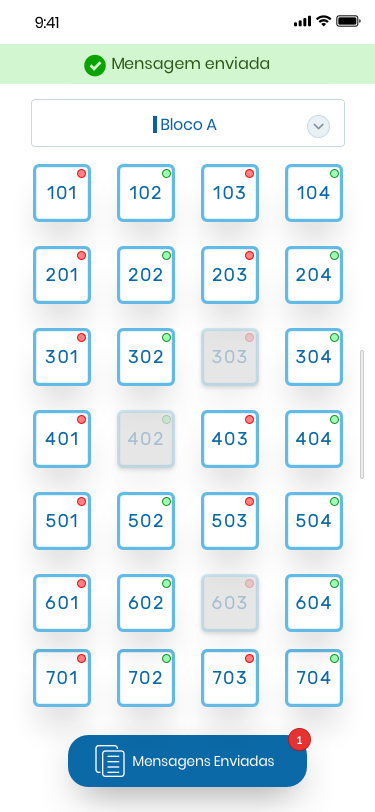 9:41
Mensagem enviada
Bloco A
101 102 103 104
201 202 203 204
301 302 303 304
401 402 403 404
501 502 503 504
601 602 603 604
701 702 703 704
1
Mensagens Enviadas